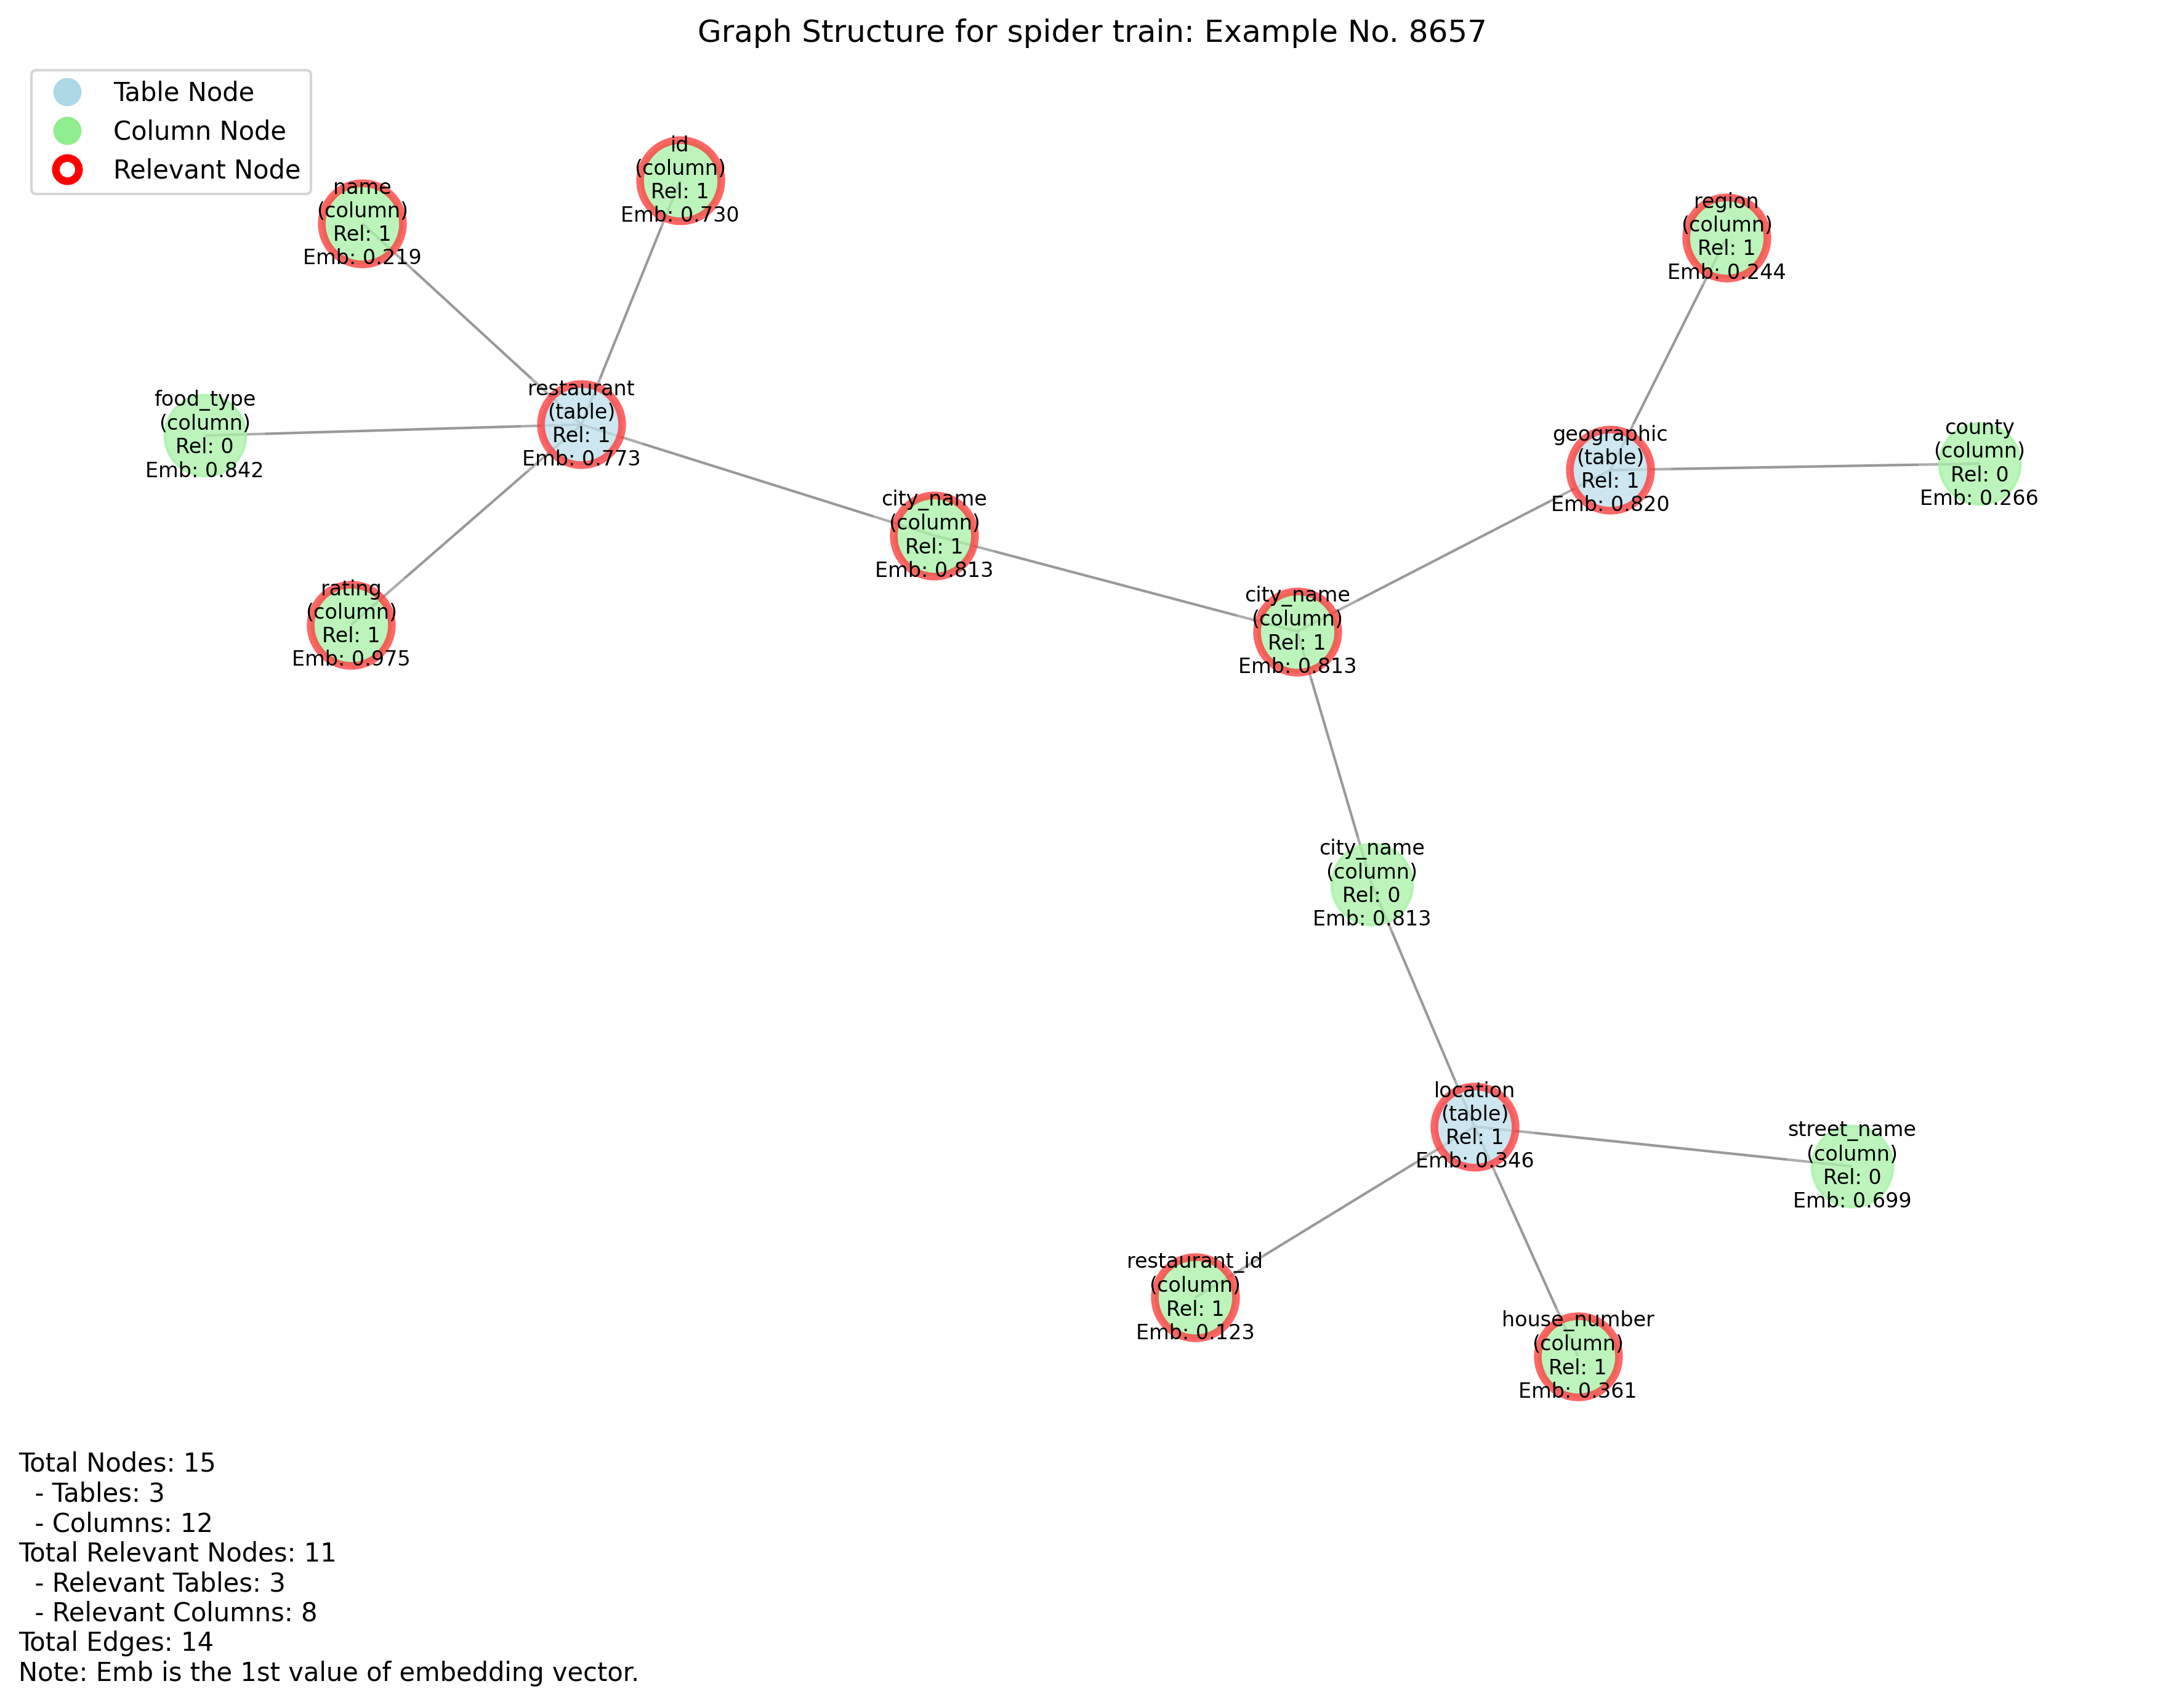 Graph Structure for spider train: Example No. 8657
Table Node
Column Node
Relevant Node
id
(column)
Rel: 1
Emb: 0.730
name
(column)
Rel: 1
Emb: 0.219
region
(column)
Rel: 1
Emb: 0.244
restaurant
(table)
Rel: 1
Emb: 0.773
food_type
(column)
Rel: 0
Emb: 0.842
geographic
(table)
Rel: 1
Emb: 0.820
county
(column)
Rel: 0
Emb: 0.266
city_name
(column)
Rel: 1
Emb: 0.813
rating
(column)
Rel: 1
Emb: 0.975
city_name
(column)
Rel: 1
Emb: 0.813
city_name
(column)
Rel: 0
Emb: 0.813
location
(table)
Rel: 1
Emb: 0.346
street_name
(column)
Rel: 0
Emb: 0.699
restaurant_id
(column)
Rel: 1
Emb: 0.123
house_number
(column)
Rel: 1
Emb: 0.361
Total Nodes: 15
- Tables: 3
- Columns: 12
Total Relevant Nodes: 11
- Relevant Tables: 3
- Relevant Columns: 8
Total Edges: 14
Note: Emb is the 1st value of embedding vector.